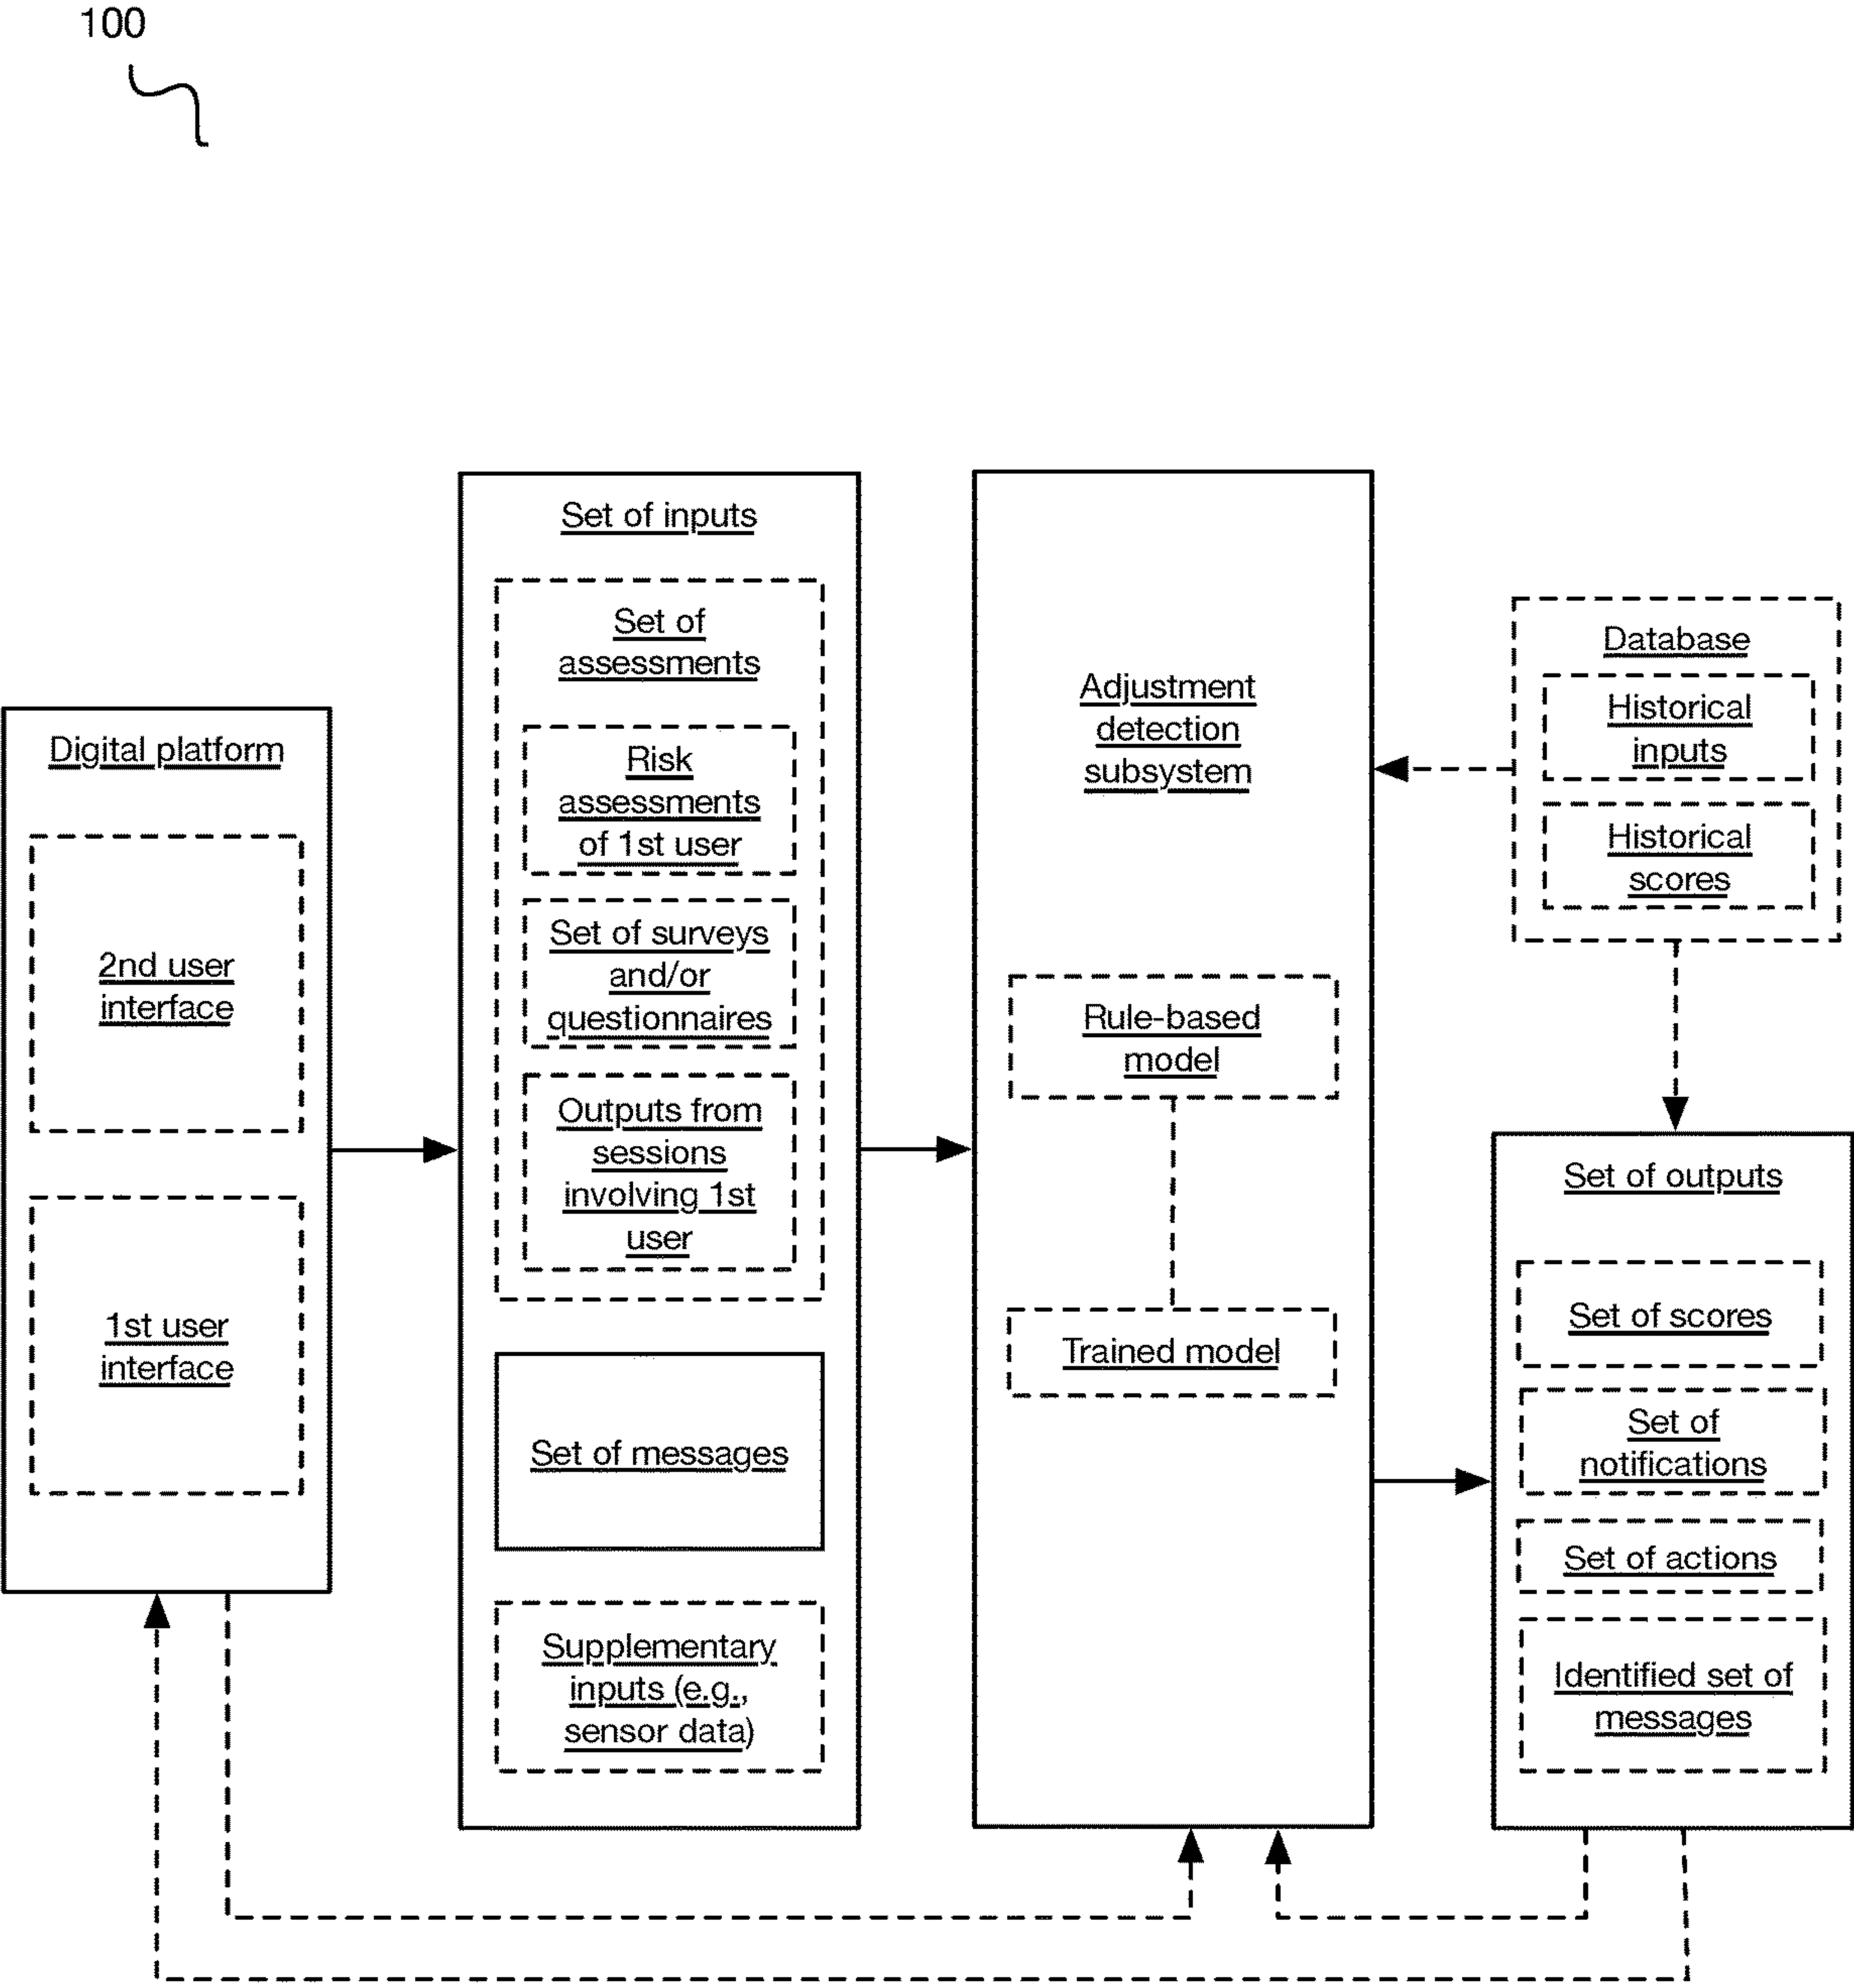 100
Digital platform
2nd user
interface
1st user
interface
Set of inputs
Set of
assessments
Risk
assessments
of 1st user
Set of surveys
and/or
questionnaires
Outputs from
sessions
involving 1st
user
Set of messages
Supplementary
inputs (e.g.,
sensor data)
Adjustment
detection
subsystem
Rule-based
model
Trained model
Database
Historical
inputs
Historical
scores
Set of outputs
Set of scores
Set of
notifications
Set of actions
Identified set of
messages